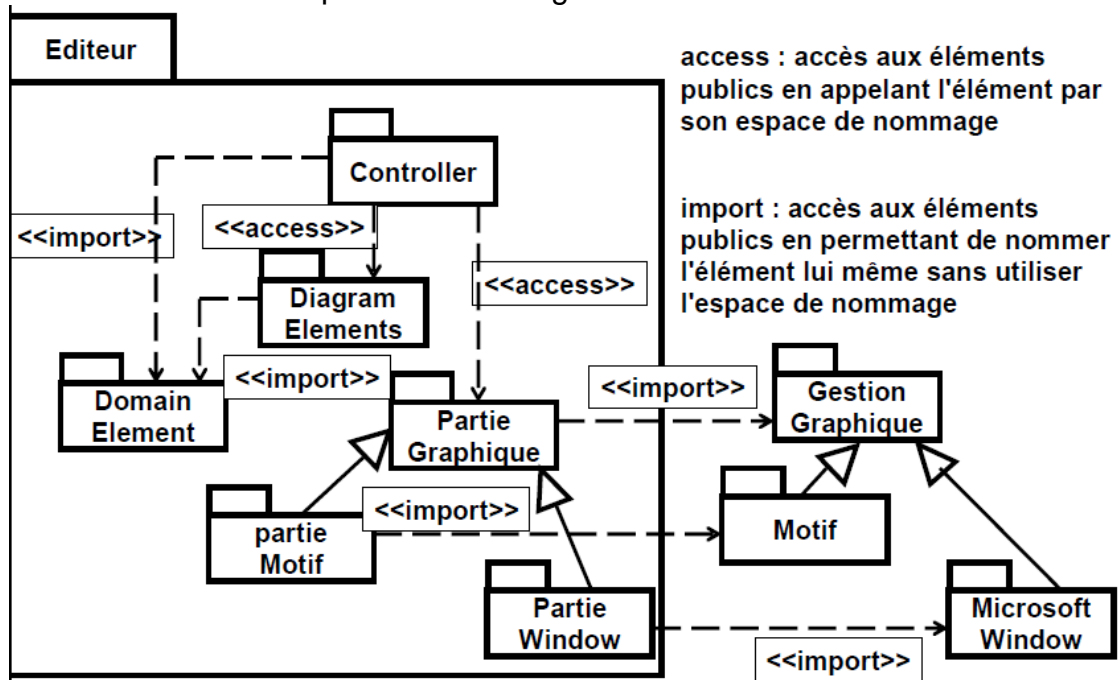 Editeur
access : accès aux éléments
publics en appelant l'élément par
son espace de nommage
Controller
<<import>>
<<access>>
import : accès aux éléments
publics en permettant de nommer
l'élément lui même sans utiliser
l'espace de nommage
<<access>>
Diagram
Elements
<<import>>
<<import>>
Domain
Element
Partie
Graphique
Gestion
Graphique
<<import>>
partie
Motif
Motif
Partie
Window
Microsoft
Window
<<import>>